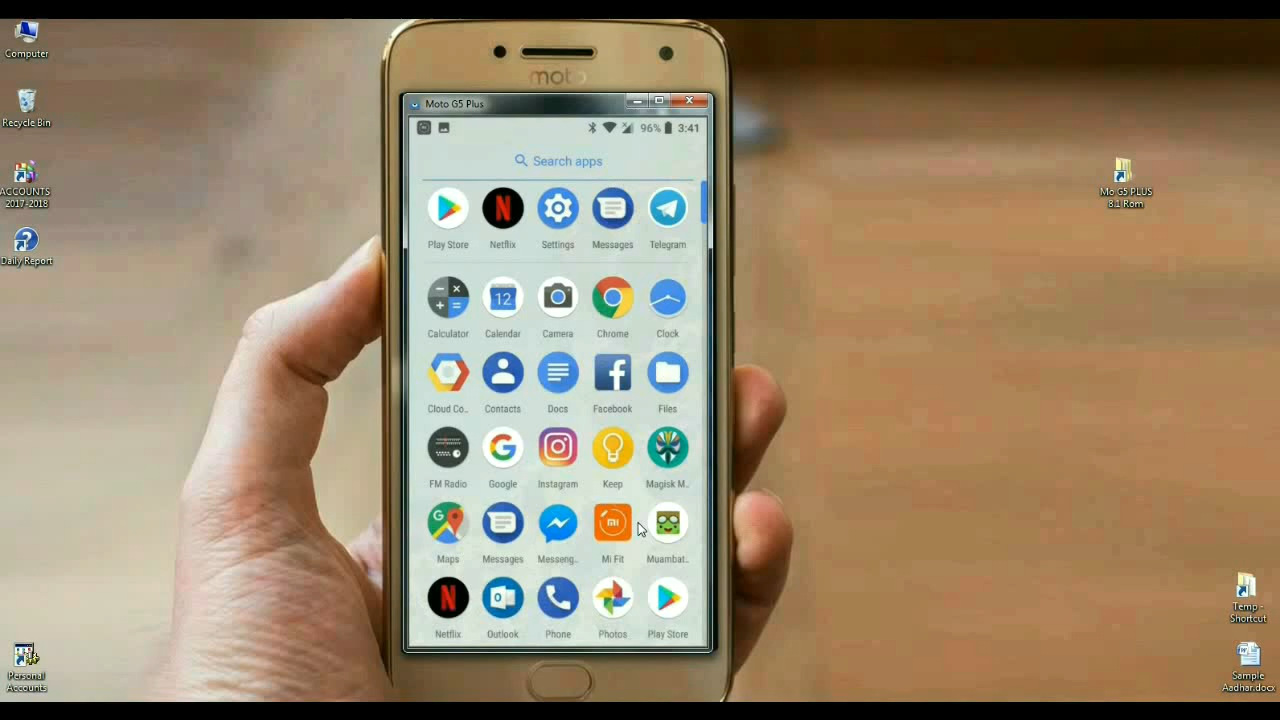 Computer
Recycle Bin
ACCOUNTS
2017-2018
Daily Report
Personal
Accounts
moto
Moto G5 Plus
96%
3:41
Search apps
Play Store
Netflix
Settings
Messages
Telegram
12
Calculator
Calendar
Camera
Chrome
Clock
Cloud Co..
Contacts
Docs
Facebook
Files
FM Radio
Google
Instagram
Keep
Magisk M..
Maps
Messages
Messeng..
Mi Fit
Muambat..
Netflix
Outlook
Phone
Photos
Play Store
Mo G5 PLUS
8.1 Rom
Temp -
Shortcut
Sample
Aadhar.docx